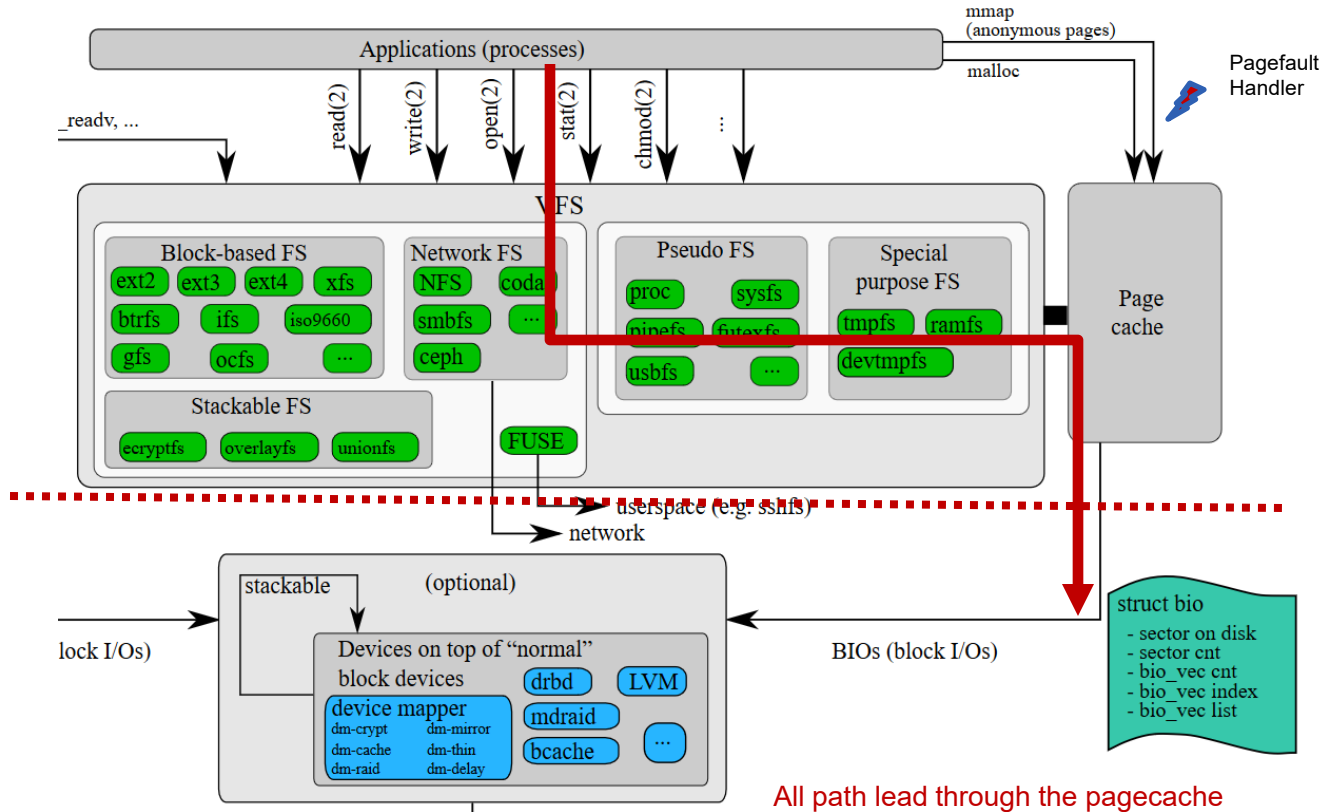 mmap
(anonymous pages)
Applications (processes)
malloc
Pagefault
Handler
_readv, ...
read(2)
write(2)
open(2)
stat(2)
chmod(2)
...
VFS
Block-based FS
ext2
ext3
ext4
xfs
btrfs
ifs
iso9660
gfs
ocfs
...
Network FS
NFS
coda
smbfs
...
ceph
Pseudo FS
proc
sysfs
pipefs
futexfs
usbfs
...
Special
purpose FS
tmpfs
ramfs
devtmpfs
Page
cache
Stackable FS
ecryptfs
overlayfs
unionfs
FUSE
userspace (e.g. sshfs)
network
stackable
(optional)
lock I/Os)
BIOs (block I/Os)
Devices on top of “normal”
block devices
device mapper
dm-crypt
dm-mirror
dm-cache
dm-thin
dm-raid
dm-delay
drbd
LVM
mdraid
bcache
...
struct bio
- sector on disk
- sector cnt
- bio_vec cnt
- bio_vec index
- bio_vec list
All path lead through the pagecache